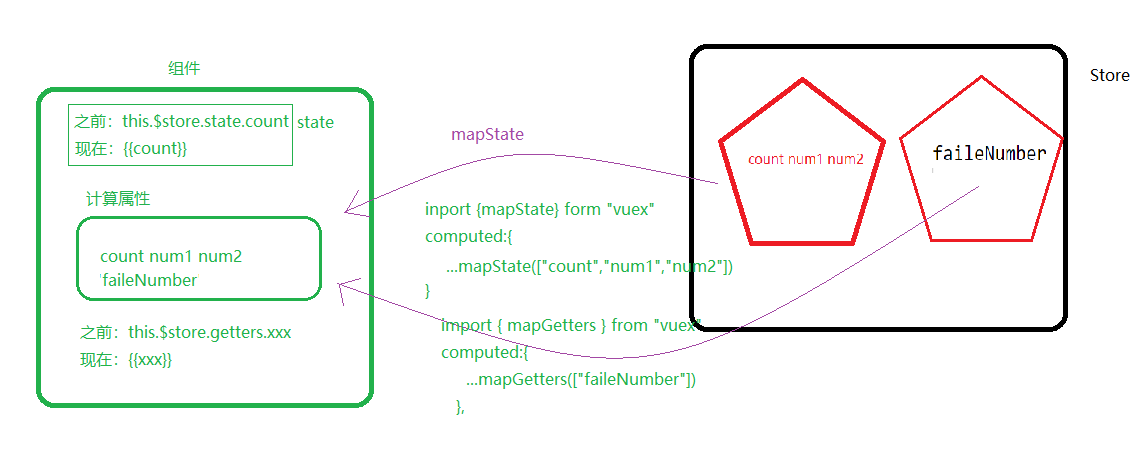 组件
之前：this.$store.state.count
state
现在：{{count}}
计算属性
count num1 num2
faileNumber
之前：this.$store.getters.xxx
现在：{{xxx}}
mapState
inport {mapState} form "vuex"
computed:{
...mapState(["count","num1","num2"])
}
import { mapGetters } from "vuex"
computed:{
...mapGetters(["faileNumber"])
},
Store
count num1 num2
faileNumber